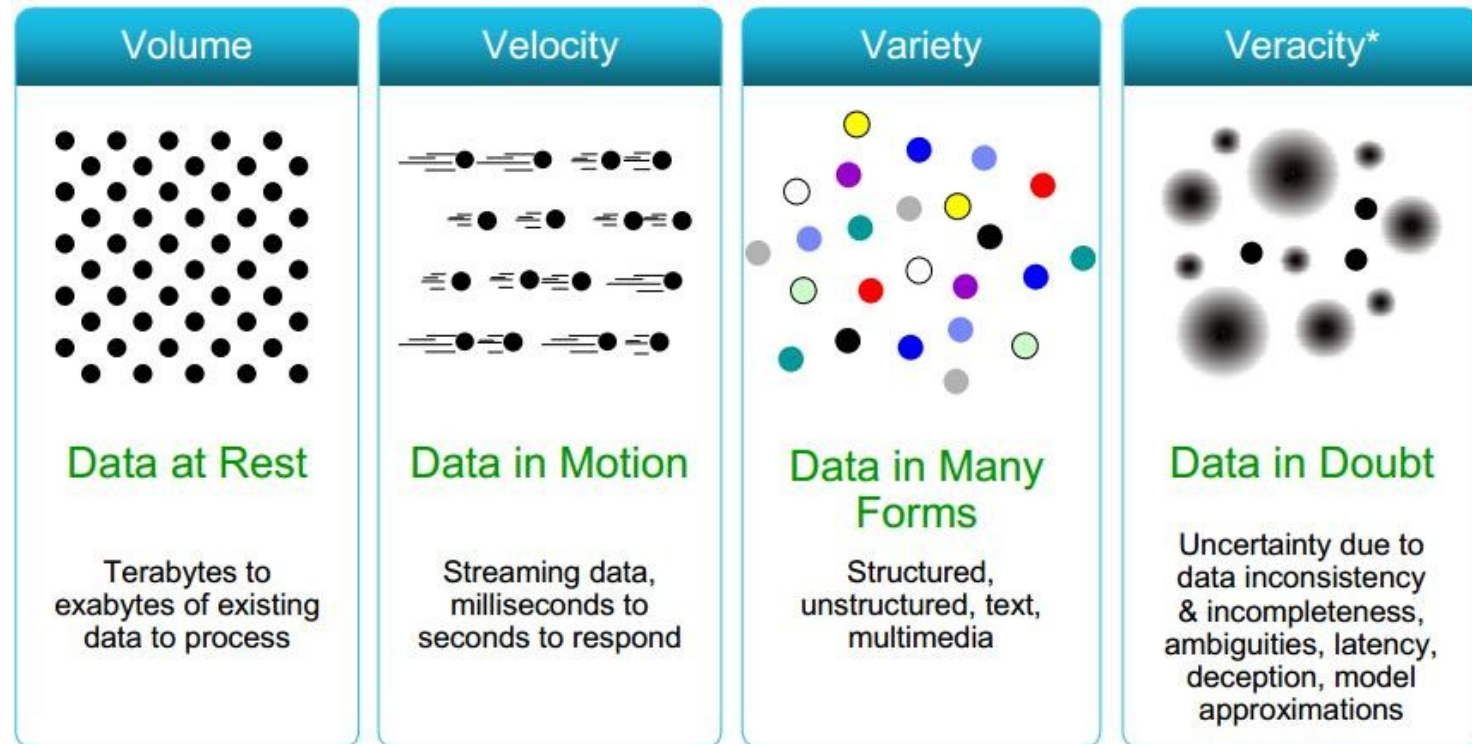 Volume
Data at Rest
Terabytes to
exabytes of existing
data to process
Velocity
Data in Motion
Streaming data,
milliseconds to
seconds to respond
Variety
Data in Many
Forms
Structured,
unstructured, text,
multimedia
Veracity*
Data in Doubt
Uncertainty due to
data inconsistency
& incompleteness,
ambiguities, latency,
deception, model
approximations